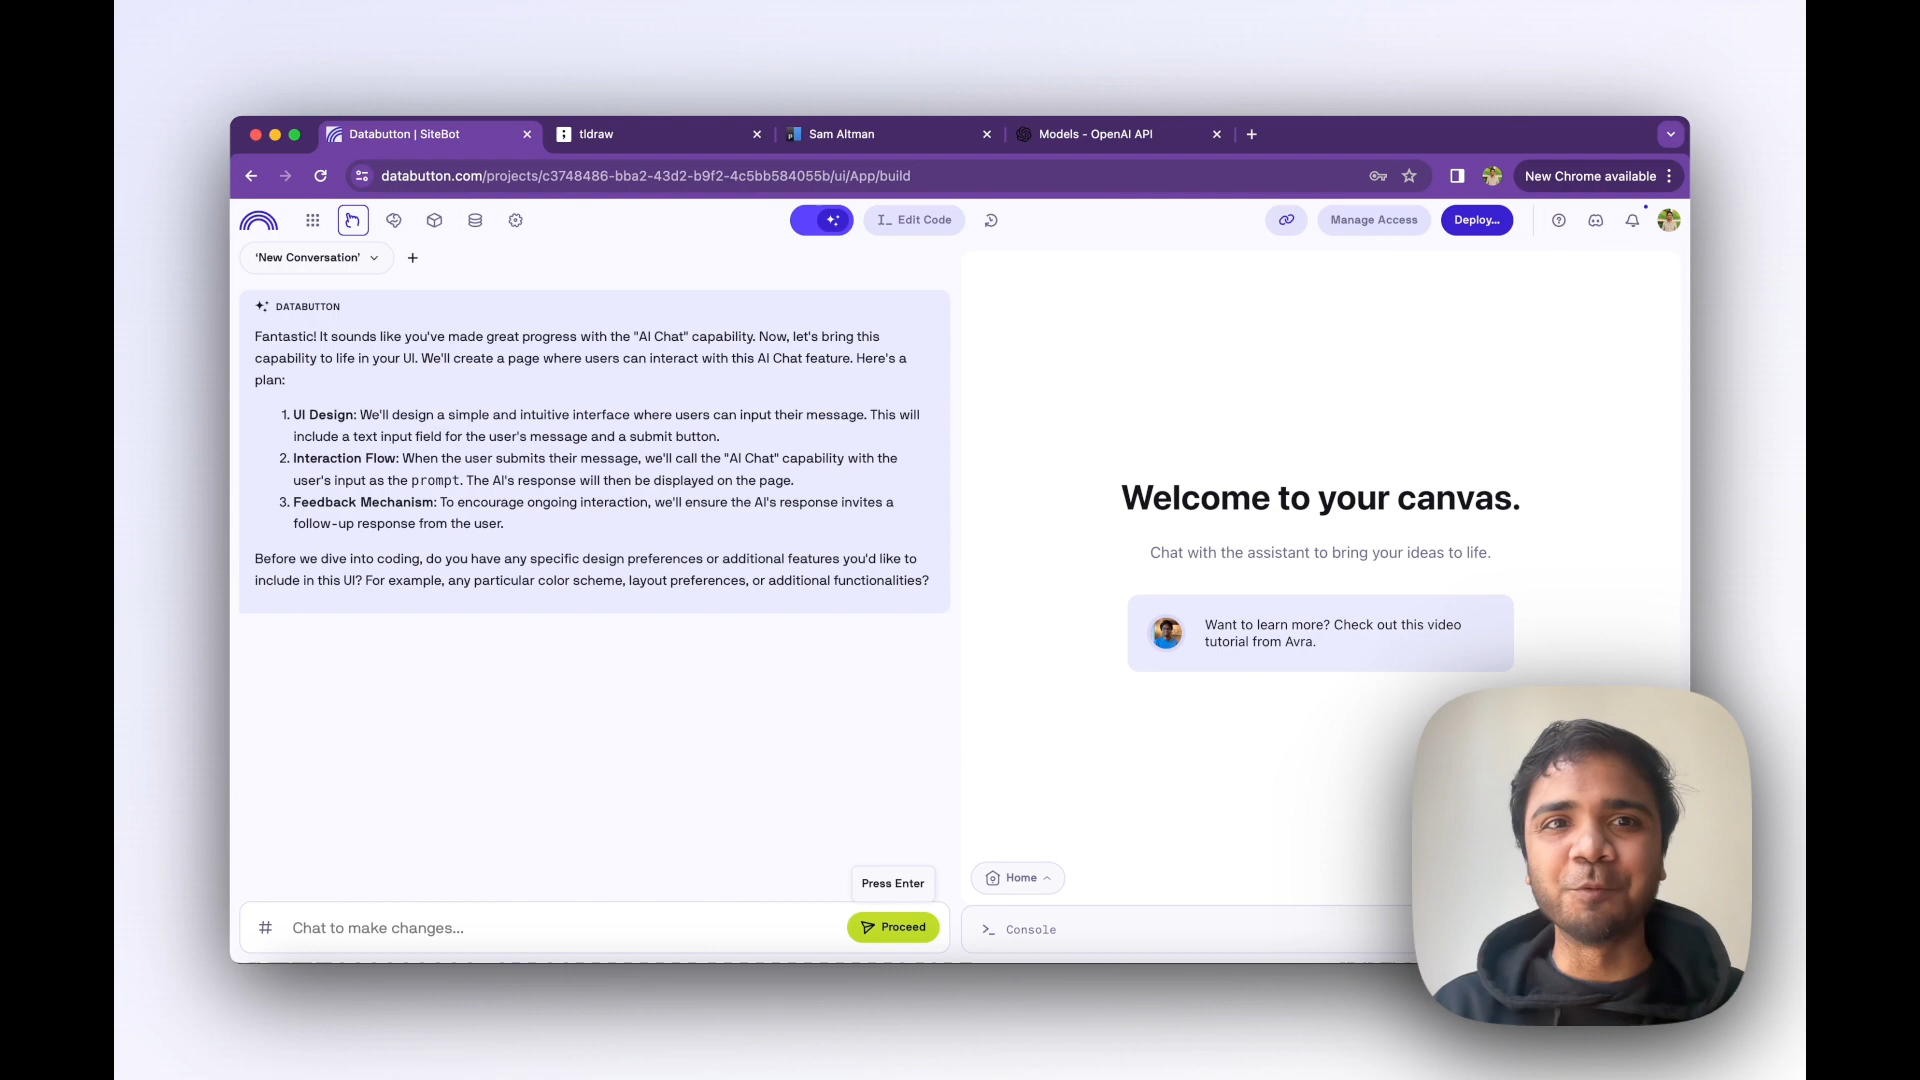 Databutton | SiteBot
tldraw
Sam Altman
Models - OpenAI API
databutton.com/projects/c3748486-bba2-43d2-b9f2-4c5bb584055b/ui/App/build
New Chrome available
Edit Code
Manage Access
Deploy...
‘New Conversation’
DATABUTTON
Fantastic! It sounds like you've made great progress with the "AI Chat" capability. Now, let's bring this
capability to life in your UI. We'll create a page where users can interact with this AI Chat feature. Here's a
plan:
1. UI Design: We'll design a simple and intuitive interface where users can input their message. This will
include a text input field for the user's message and a submit button.
2. Interaction Flow: When the user submits their message, we'll call the "AI Chat" capability with the
user's input as the prompt. The AI's response will then be displayed on the page.
3. Feedback Mechanism: To encourage ongoing interaction, we'll ensure the AI's response invites a
follow-up response from the user.
Before we dive into coding, do you have any specific design preferences or additional features you'd like to
include in this UI? For example, any particular color scheme, layout preferences, or additional functionalities?
Press Enter
# Chat to make changes...
Proceed
Welcome to your canvas.
Chat with the assistant to bring your ideas to life.
Want to learn more? Check out this video
tutorial from Avra.
Home
>_ Console